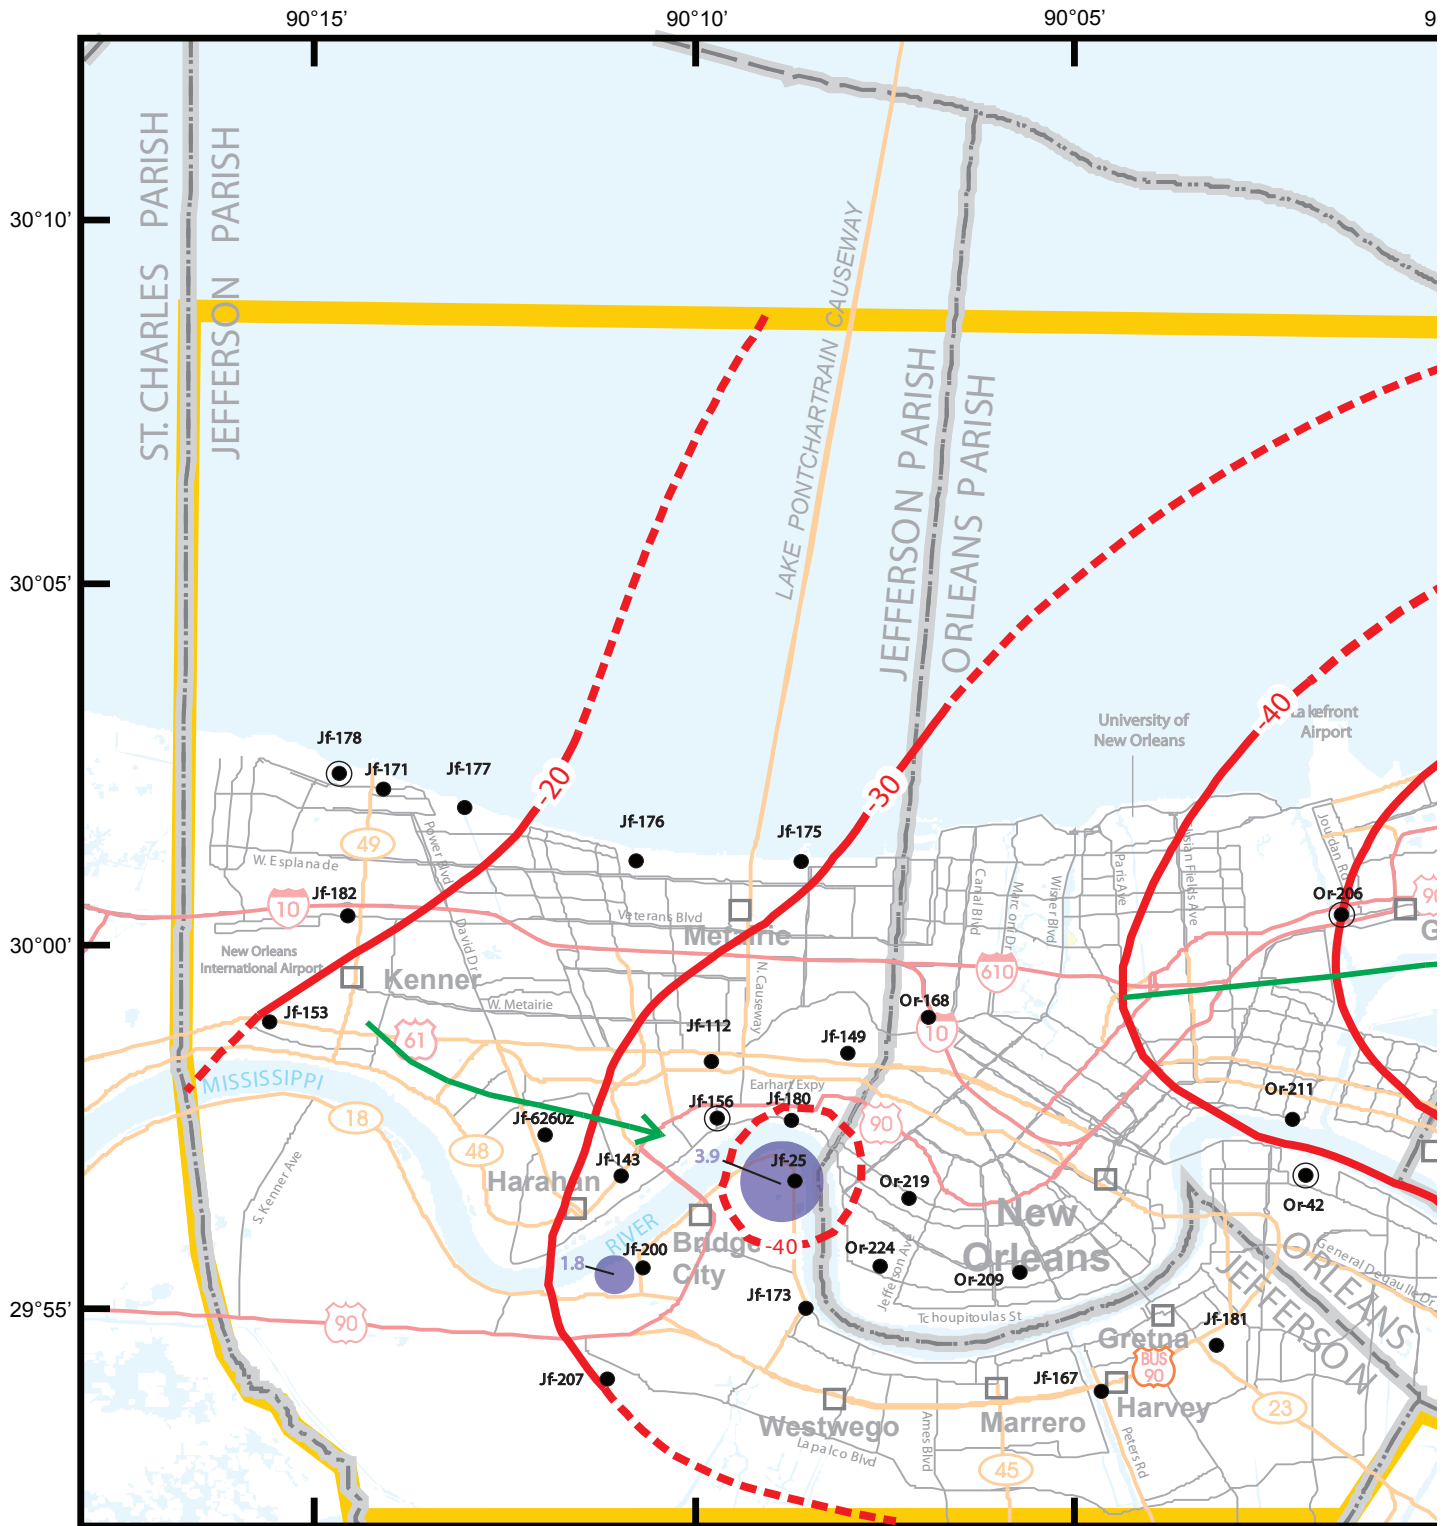 90°15'
90°10'
90°05'
30°10'
30°05'
30°00'
29°55'
ST. CHARLES PARISH
JEFFERSON PARISH
LAKE PONTCHARTRAIN CAUSEWAY
JEFFERSON PARISH
ORLEANS PARISH
-20
-30
-40
University of
New Orleans
Lakefront
Airport
Jf-178
Jf-171
Jf-177
Jf-176
Jf-175
49
W. Esplanade
Power Blvd
Jf-182
10
Veterans Blvd
Metairie
Canal Blvd
Marconi Dr
Wisner Blvd
Paris Ave
Jourdan Rd
Or-206
90
G
New Orleans
International Airport
David Dr
Kenner
N. Causeway
610
W. Metairie
Jf-153
61
Jf-112
Or-168
10
Jf-149
MISSISSIPPI
Earhart Expy
18
Jf-156
Jf-180
90
Or-211
Jf-6260z
48
3.9
Jf-143
Jf-25
Harahan
Or-219
Or-42
S. Kenner Ave
RIVER
New
Orleans
Jf-200
Bridge
City
-40
1.8
Or-224
Jefferson Ave
Or-209
ORLEANS
JEFFERSON
General Degaulle Dr
90
Jf-173
Tchoupitoulas St
Gretna
Jf-181
BUS
90
Jf-207
Jf-167
Harvey
Westwego
Marrero
23
Lapalco Blvd
Ames Blvd
Peters Rd
45